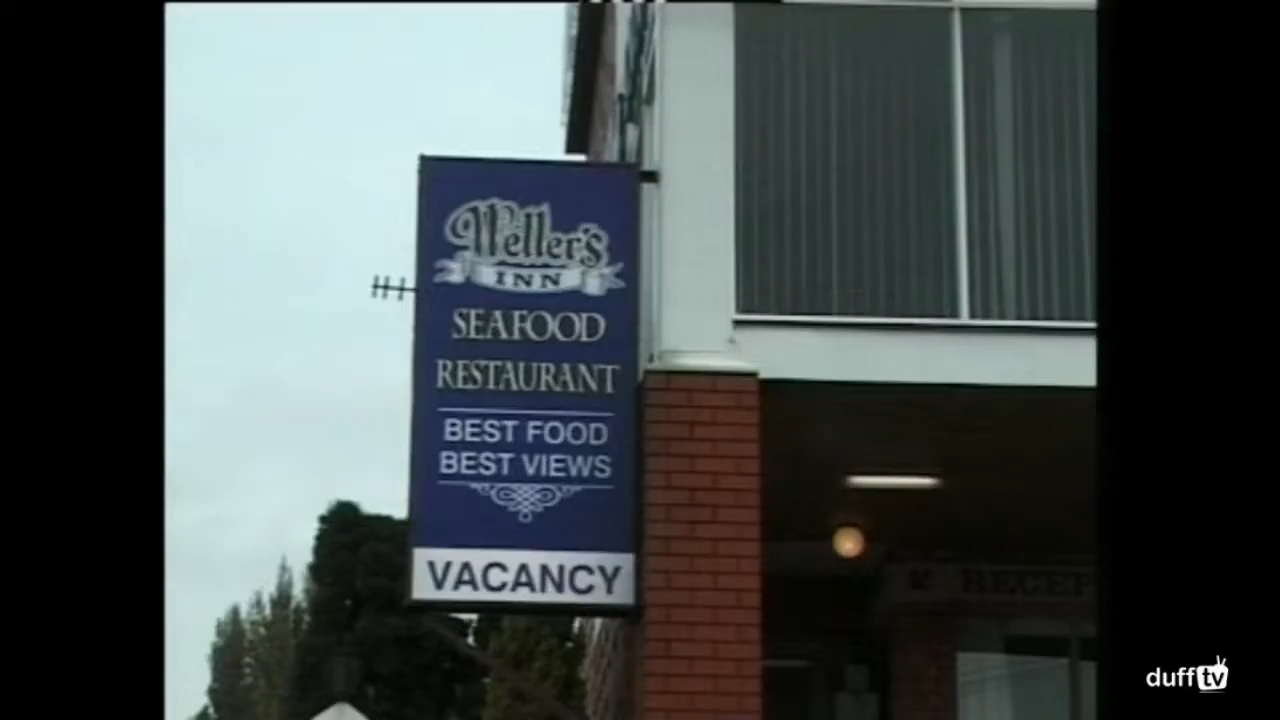 Weller's
INN
SEAFOOD
RESTAURANT
BEST FOOD
BEST VIEWS
VACANCY
duff tv